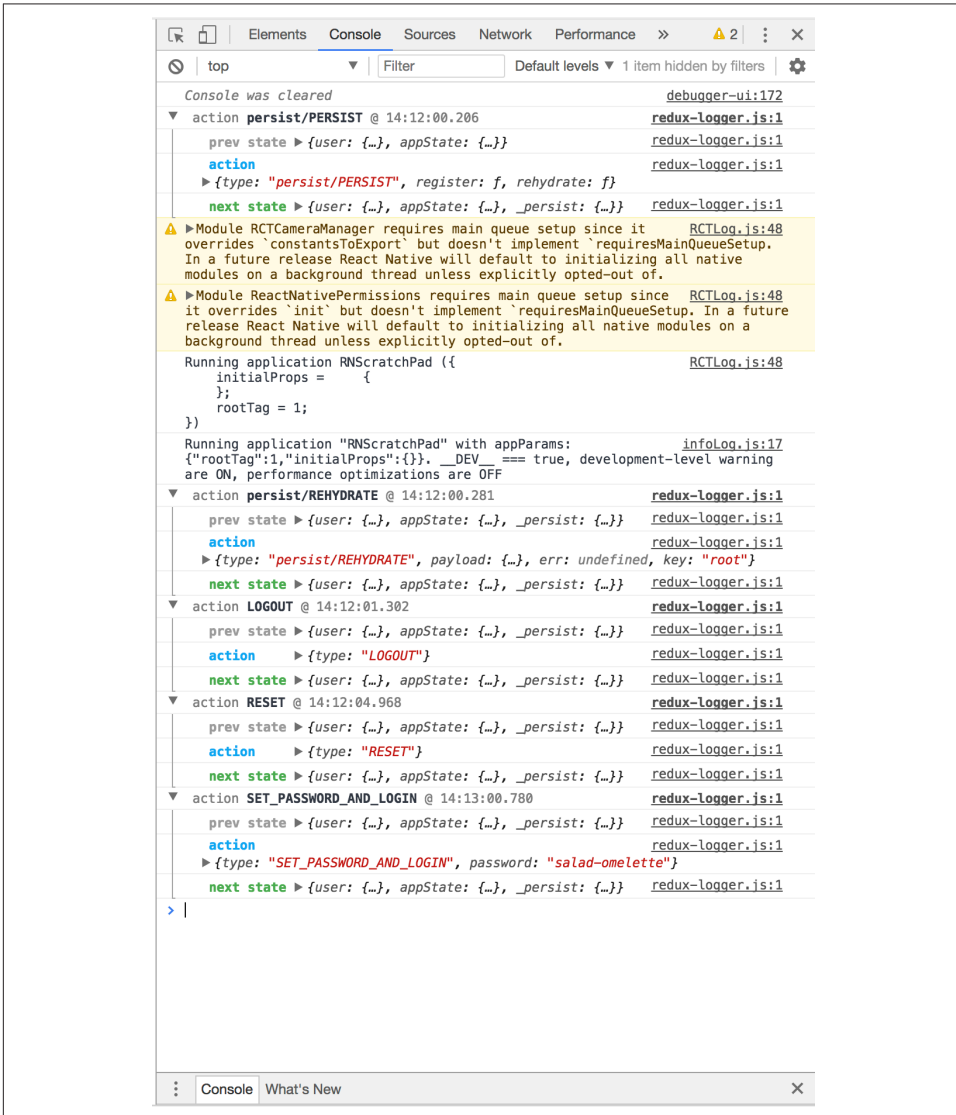 Elements Console Sources Network Performance » 2
top Filter Default levels ▼ 1 item hidden by filters
Console was cleared debugger-ui:172
▼ action persist/PERSIST @ 14:12:00.206 redux-logger.js:1
prev state ▶ {user: {…}, appState: {…}} redux-logger.js:1
action redux-logger.js:1
▶ {type: "persist/PERSIST", register: ƒ, rehydrate: ƒ}
next state ▶ {user: {…}, appState: {…}, _persist: {…}} redux-logger.js:1
▶Module RCTCameraManager requires main queue setup since it RCTLog.js:48
overrides `constantsToExport` but doesn't implement `requiresMainQueueSetup.
In a future release React Native will default to initializing all native
modules on a background thread unless explicitly opted-out of.
▶Module ReactNativePermissions requires main queue setup since RCTLog.js:48
it overrides `init` but doesn't implement `requiresMainQueueSetup. In a future
release React Native will default to initializing all native modules on a
background thread unless explicitly opted-out of.
Running application RNScratchPad ({ RCTLog.js:48
initialProps = {
};
rootTag = 1;
})
Running application "RNScratchPad" with appParams: infoLog.js:17
{"rootTag":1,"initialProps":{}}. __DEV__ === true, development-level warning
are ON, performance optimizations are OFF
▼ action persist/REHYDRATE @ 14:12:00.281 redux-logger.js:1
prev state ▶ {user: {…}, appState: {…}, _persist: {…}} redux-logger.js:1
action redux-logger.js:1
▶ {type: "persist/REHYDRATE", payload: {…}, err: undefined, key: "root"}
next state ▶ {user: {…}, appState: {…}, _persist: {…}} redux-logger.js:1
▼ action LOGOUT @ 14:12:01.302 redux-logger.js:1
prev state ▶ {user: {…}, appState: {…}, _persist: {…}} redux-logger.js:1
action ▶ {type: "LOGOUT"} redux-logger.js:1
next state ▶ {user: {…}, appState: {…}, _persist: {…}} redux-logger.js:1
▼ action RESET @ 14:12:04.968 redux-logger.js:1
prev state ▶ {user: {…}, appState: {…}, _persist: {…}} redux-logger.js:1
action ▶ {type: "RESET"} redux-logger.js:1
next state ▶ {user: {…}, appState: {…}, _persist: {…}} redux-logger.js:1
▼ action SET_PASSWORD_AND_LOGIN @ 14:13:00.780 redux-logger.js:1
prev state ▶ {user: {…}, appState: {…}, _persist: {…}} redux-logger.js:1
action redux-logger.js:1
▶ {type: "SET_PASSWORD_AND_LOGIN", password: "salad-omelette"}
next state ▶ {user: {…}, appState: {…}, _persist: {…}} redux-logger.js:1
>
Console What's New